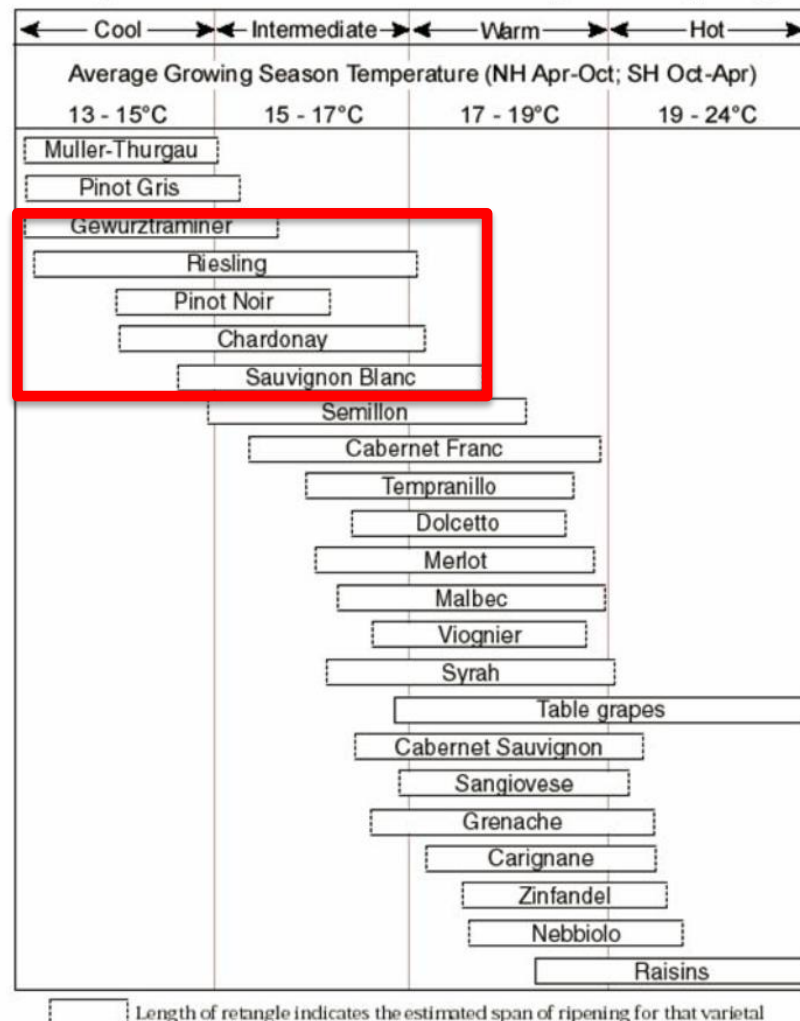 Cool Intermediate Warm Hot
Average Growing Season Temperature (NH Apr-Oct; SH Oct-Apr)
13 - 15°C 15 - 17°C 17 - 19°C 19 - 24°C
Muller-Thurgau
Pinot Gris
Gewurztraminer
Riesling
Pinot Noir
Chardonay
Sauvignon Blanc
Semillon
Cabernet Franc
Tempranillo
Dolcetto
Merlot
Malbec
Viognier
Syrah
Table grapes
Cabernet Sauvignon
Sangiovese
Grenache
Carignane
Zinfandel
Nebbiolo
Raisins
Length of retangle indicates the estimated span of ripening for that varietal